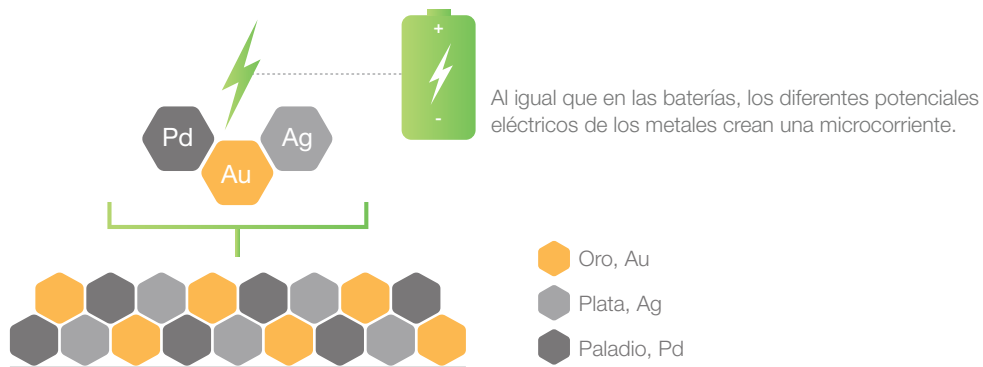 +
-
Al igual que en las baterías, los diferentes potenciales
eléctricos de los metales crean una microcorriente.
Pd
Ag
Au
Oro, Au
Plata, Ag
Paladio, Pd